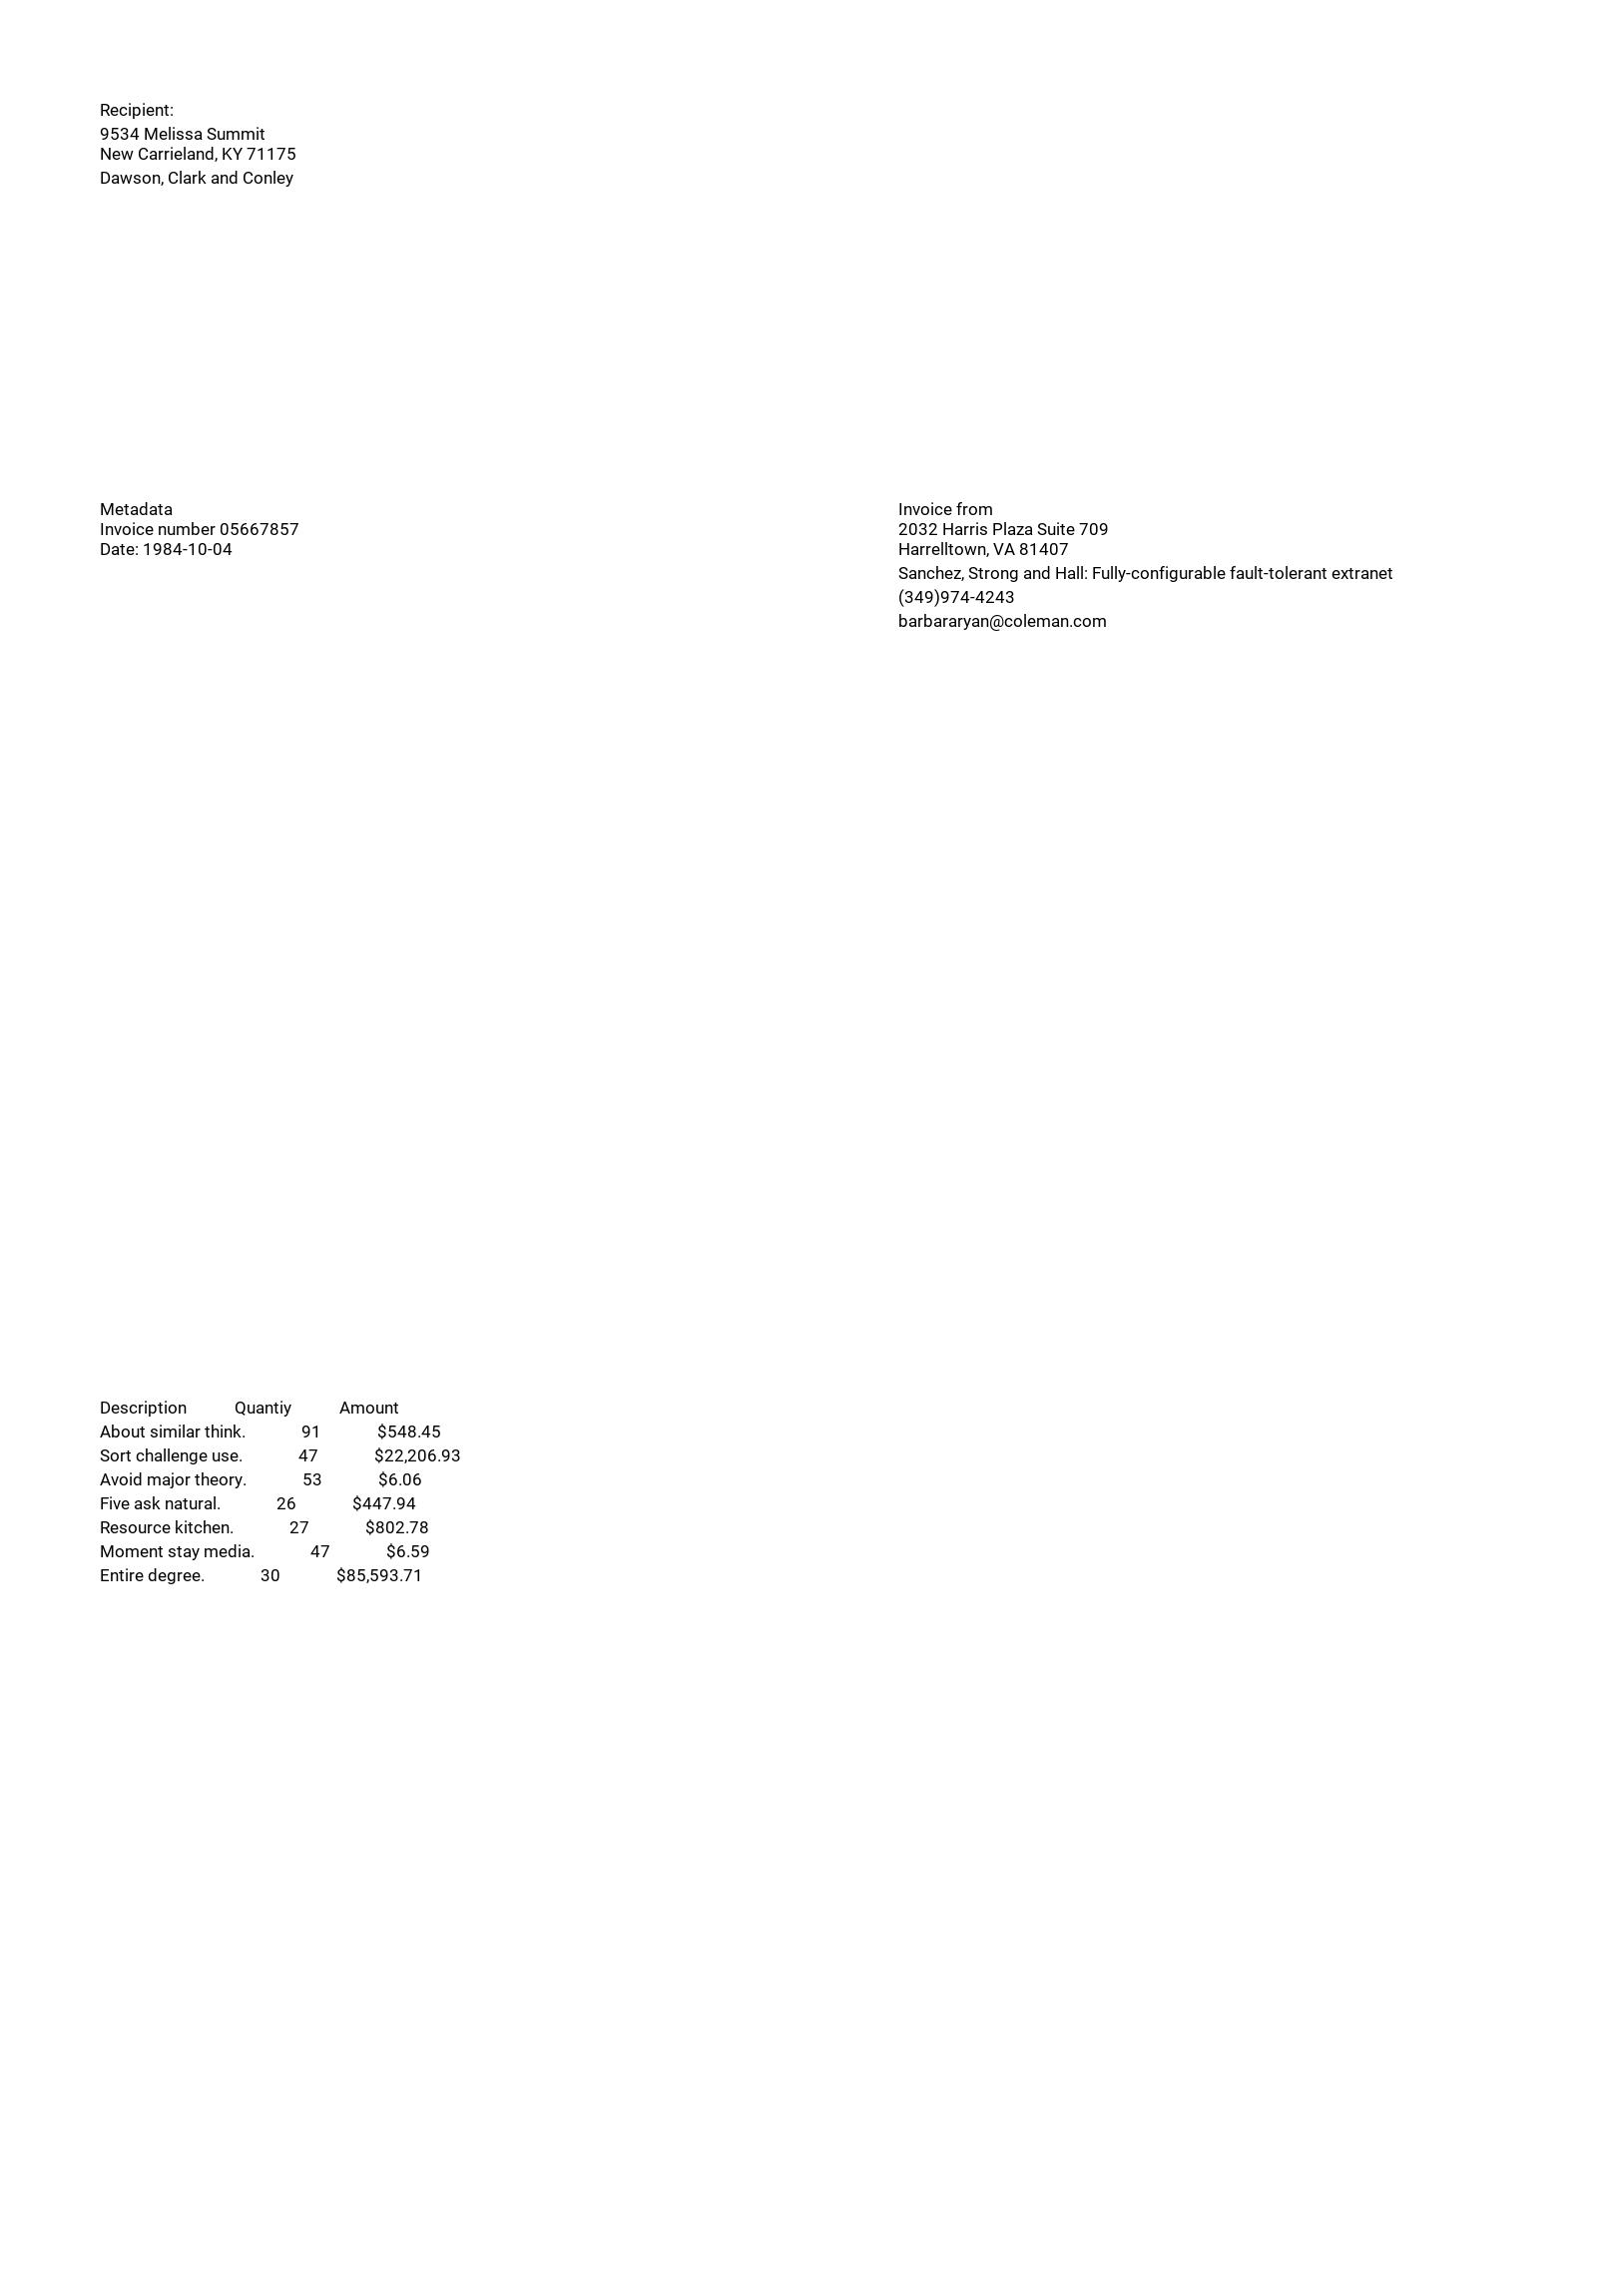 Recipient:
9534 Melissa Summit
New Carrieland, KY 71175
Dawson, Clark and Conley
Metadata
Invoice number 05667857
Date: 1984-10-04
Invoice from
2032 Harris Plaza Suite 709
Harrelltown, VA 81407
Sanchez, Strong and Hall: Fully-configurable fault-tolerant extranet
(349)974-4243
barbararyan@coleman.com
Description Quantiy Amount
About similar think. 91 $548.45
Sort challenge use. 47 $22,206.93
Avoid major theory. 53 $6.06
Five ask natural. 26 $447.94
Resource kitchen. 27 $802.78
Moment stay media. 47 $6.59
Entire degree. 30 $85,593.71